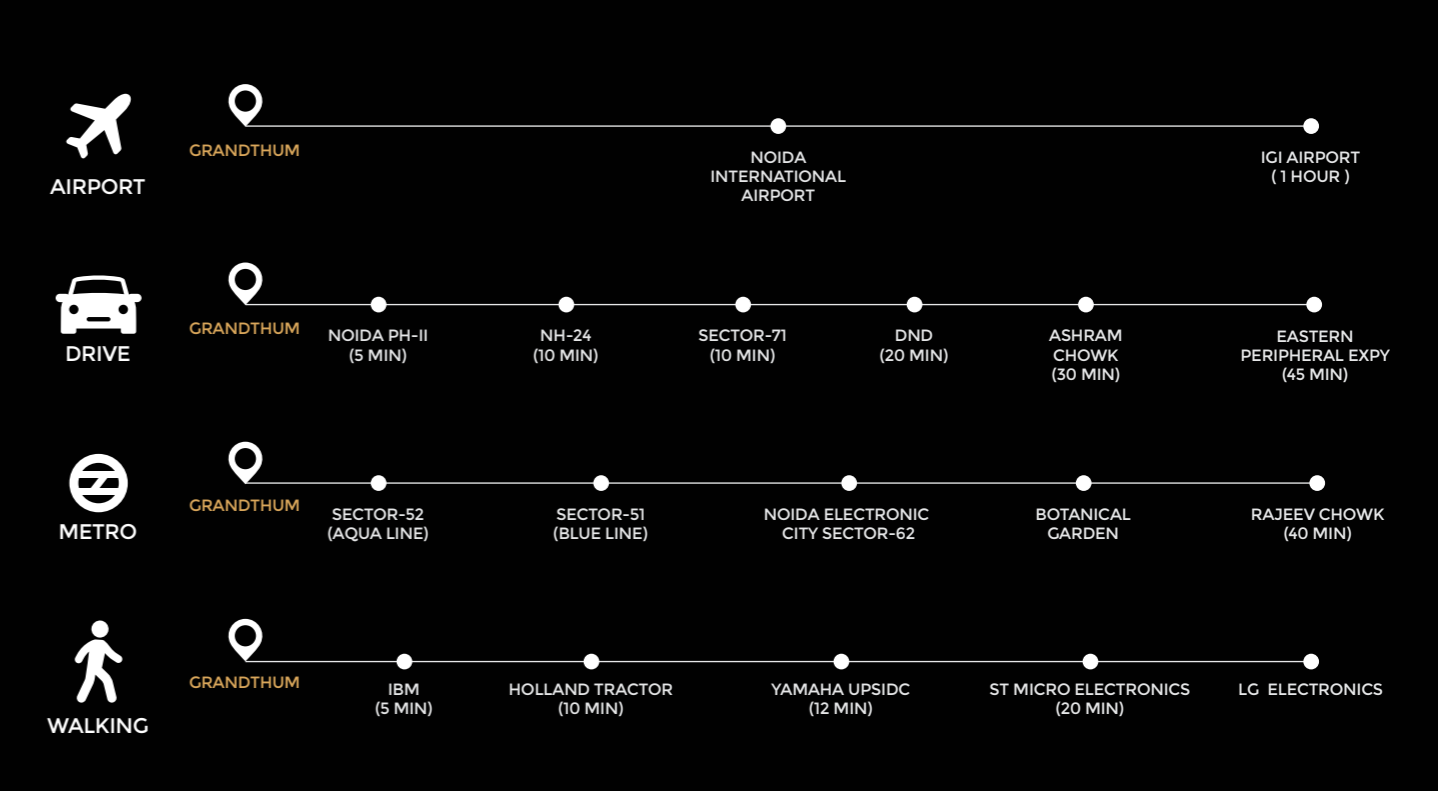 AIRPORT
GRANDTHUM
NOIDA
INTERNATIONAL
AIRPORT
IGI AIRPORT
( 1 HOUR )
DRIVE
GRANDTHUM
NOIDA PH-II
(5 MIN)
NH-24
(10 MIN)
SECTOR-71
(10 MIN)
DND
(20 MIN)
ASHRAM
CHOWK
(30 MIN)
EASTERN
PERIPHERAL EXPY
(45 MIN)
METRO
GRANDTHUM
SECTOR-52
(AQUA LINE)
SECTOR-51
(BLUE LINE)
NOIDA ELECTRONIC
CITY SECTOR-62
BOTANICAL
GARDEN
RAJEEV CHOWK
(40 MIN)
WALKING
GRANDTHUM
IBM
(5 MIN)
HOLLAND TRACTOR
(10 MIN)
YAMAHA UPSIDC
(12 MIN)
ST MICRO ELECTRONICS
(20 MIN)
LG ELECTRONICS